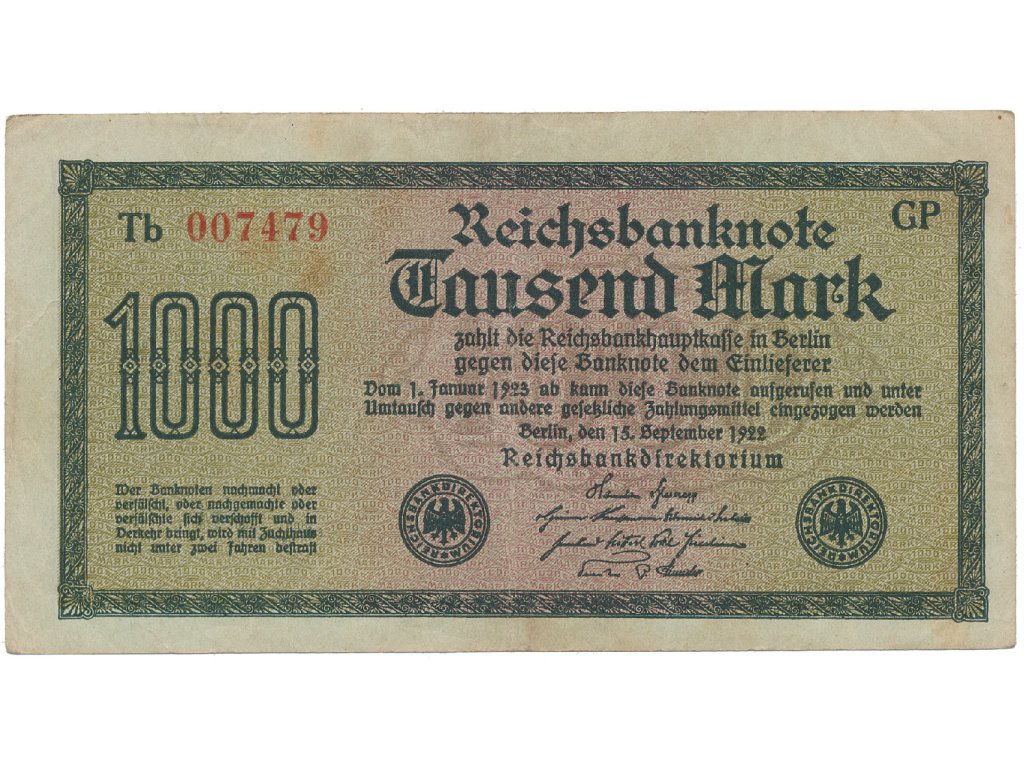 Tb 007479
GP
Reichsbanknote
Tausend Mark
1000
zahlt die Reichsbankhauptkasse in Berlin
gegen diese Banknote dem Einlieferer
Vom 1. Januar 1923 ab kann diese Banknote aufgerufen und unter
Umtausch gegen andere gesetzliche Zahlungsmittel eingezogen werden
Berlin, den 15. September 1922
Reichsbankdirektorium
Wer Banknoten nachmacht oder
verfälscht, oder nachgemachte oder
verfälschte sich verschafft und in
Verkehr bringt, wird mit Zuchthaus
nicht unter zwei Jahren bestraft
REICHSBANKDIREKTORIUM
REICHSBANKDIREKTORIUM